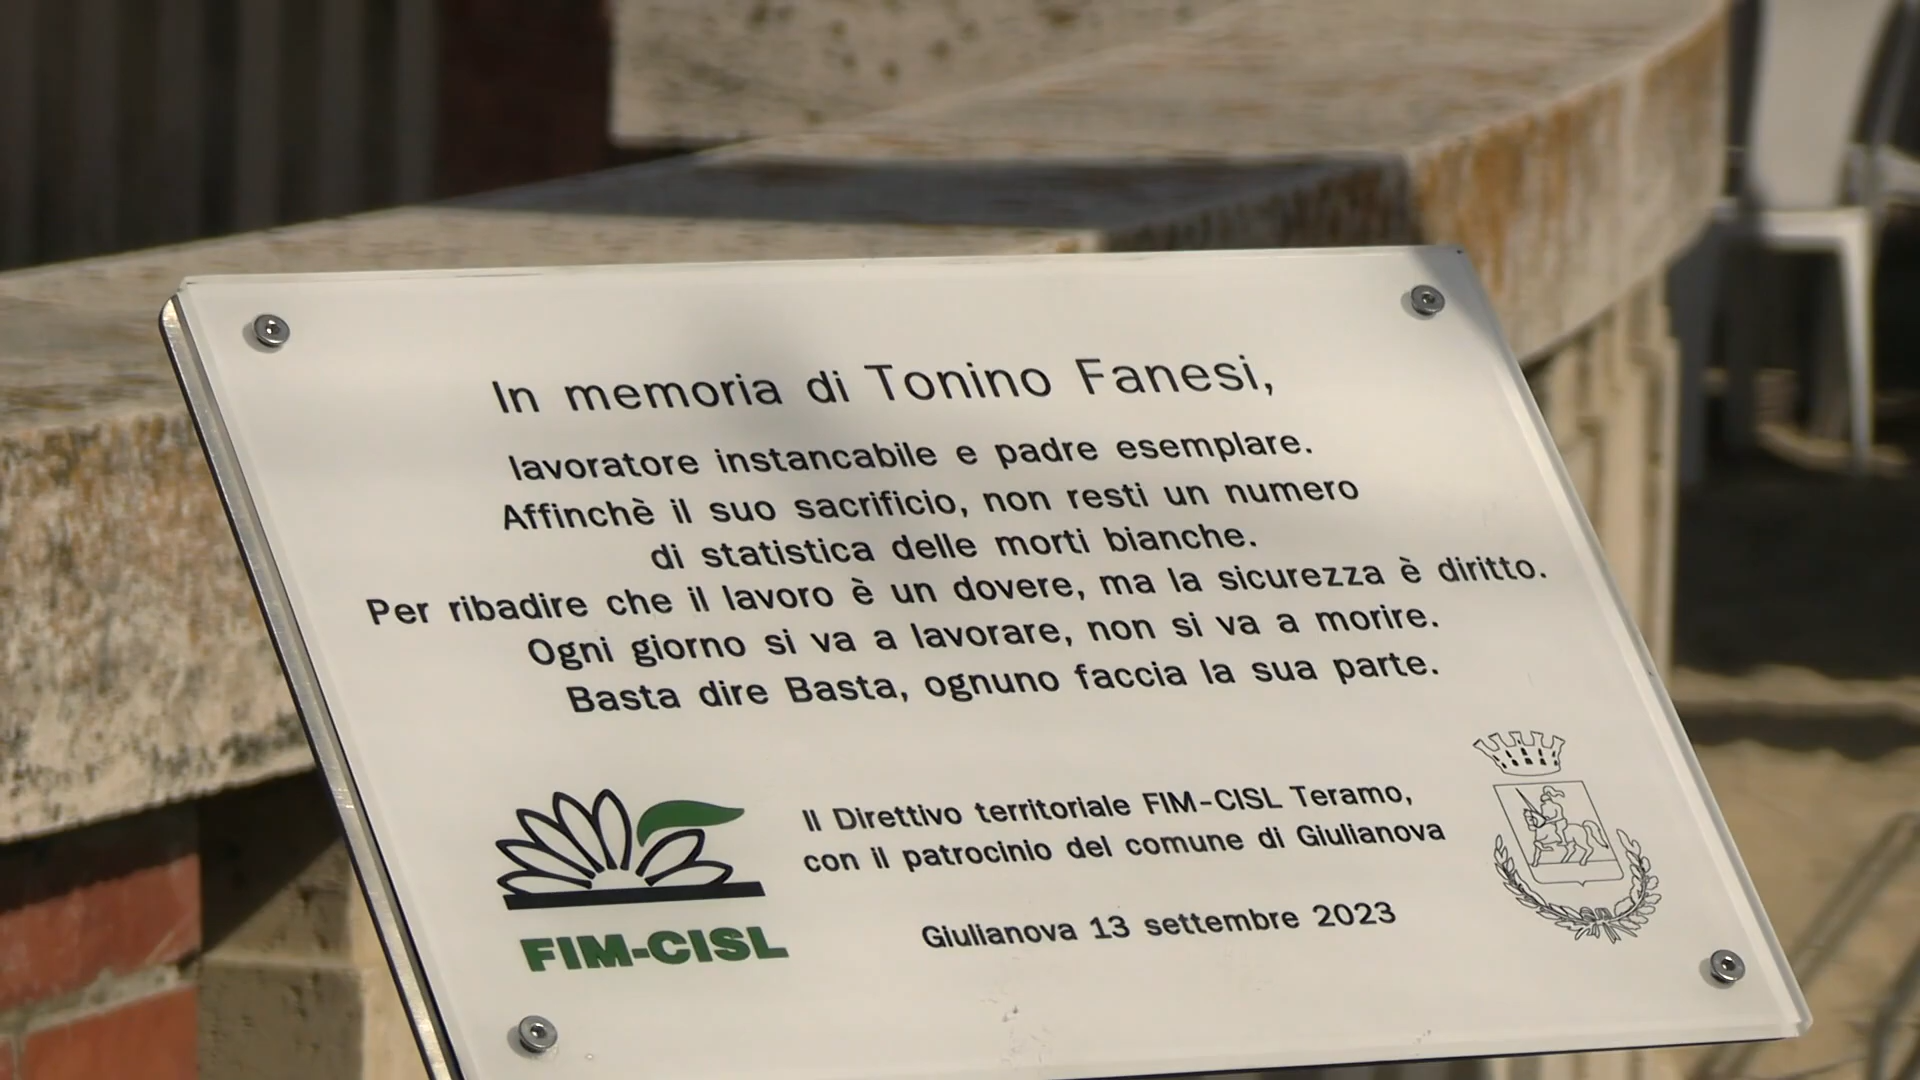 In memoria di Tonino Fanesi,
lavoratore instancabile e padre esemplare.
Affinchè il suo sacrificio, non resti un numero
di statistica delle morti bianche.
Per ribadire che il lavoro è un dovere, ma la sicurezza è diritto.
Ogni giorno si va a lavorare, non si va a morire.
Basta dire Basta, ognuno faccia la sua parte.
Il Direttivo territoriale FIM-CISL Teramo,
con il patrocinio del comune di Giulianova
Giulianova 13 settembre 2023
FIM-CISL